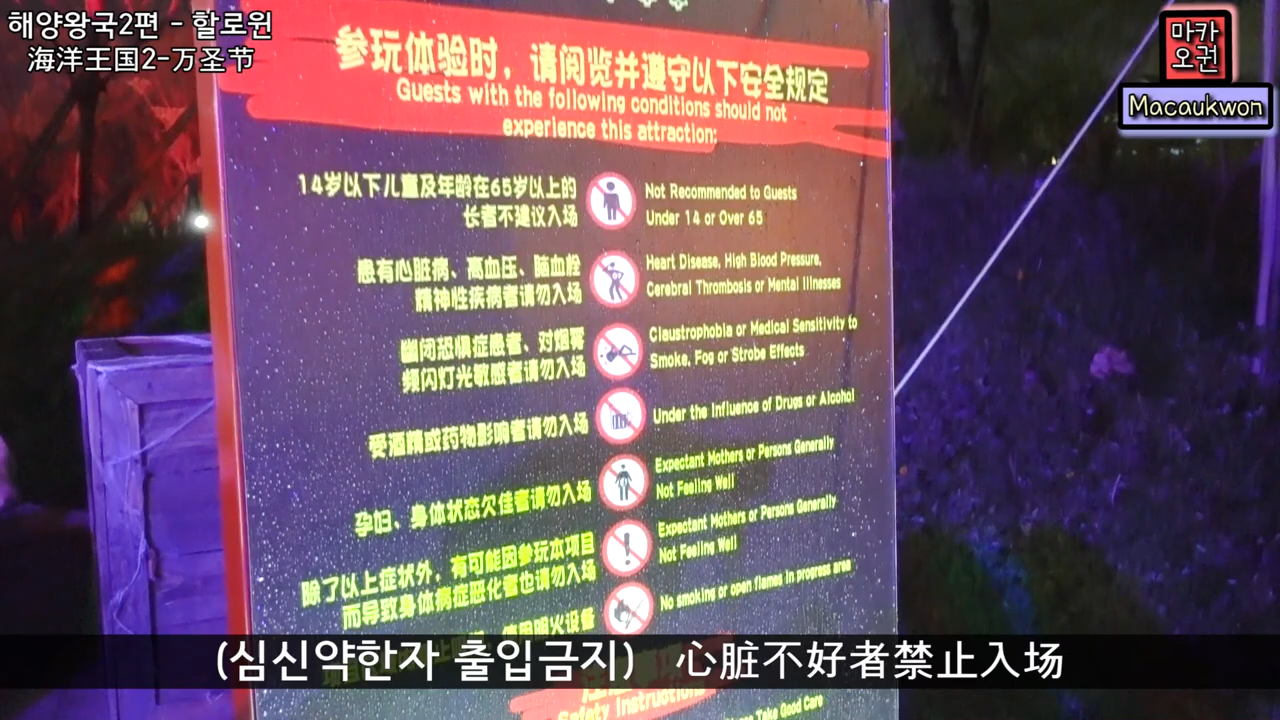 해양왕국2편 - 할로윈
海洋王国2-万圣节
마카
오권
Macaukwon
参玩体验时，请阅览并遵守以下安全规定
Guests with the following conditions should not
experience this attraction:
14岁以下儿童及年龄在65岁以上的
长者不建议入场
Not Recommended to Guests
Under 14 or Over 65
患有心脏病、高血压、脑血栓
精神性疾病者请勿入场
Heart Disease, High Blood Pressure,
Cerebral Thrombosis or Mental Illnesses
幽闭恐惧症患者、对烟雾
频闪灯光敏感者请勿入场
Claustrophobia or Medical Sensitivity to
Smoke, Fog or Strobe Effects
受酒精或药物影响者请勿入场
Under the Influence of Drugs or Alcohol
孕妇、身体状态欠佳者请勿入场
Expectant Mothers or Persons Generally
Not Feeling Well
除了以上症状外，有可能因参玩本项目
而导致身体病症恶化者也请勿入场
Expectant Mothers or Persons Generally
Not Feeling Well
使用明火设备
No smoking or open flames in progress area
(심신약한자 출입금지) 心脏不好者禁止入场
Safety Instructions
Take Good Care